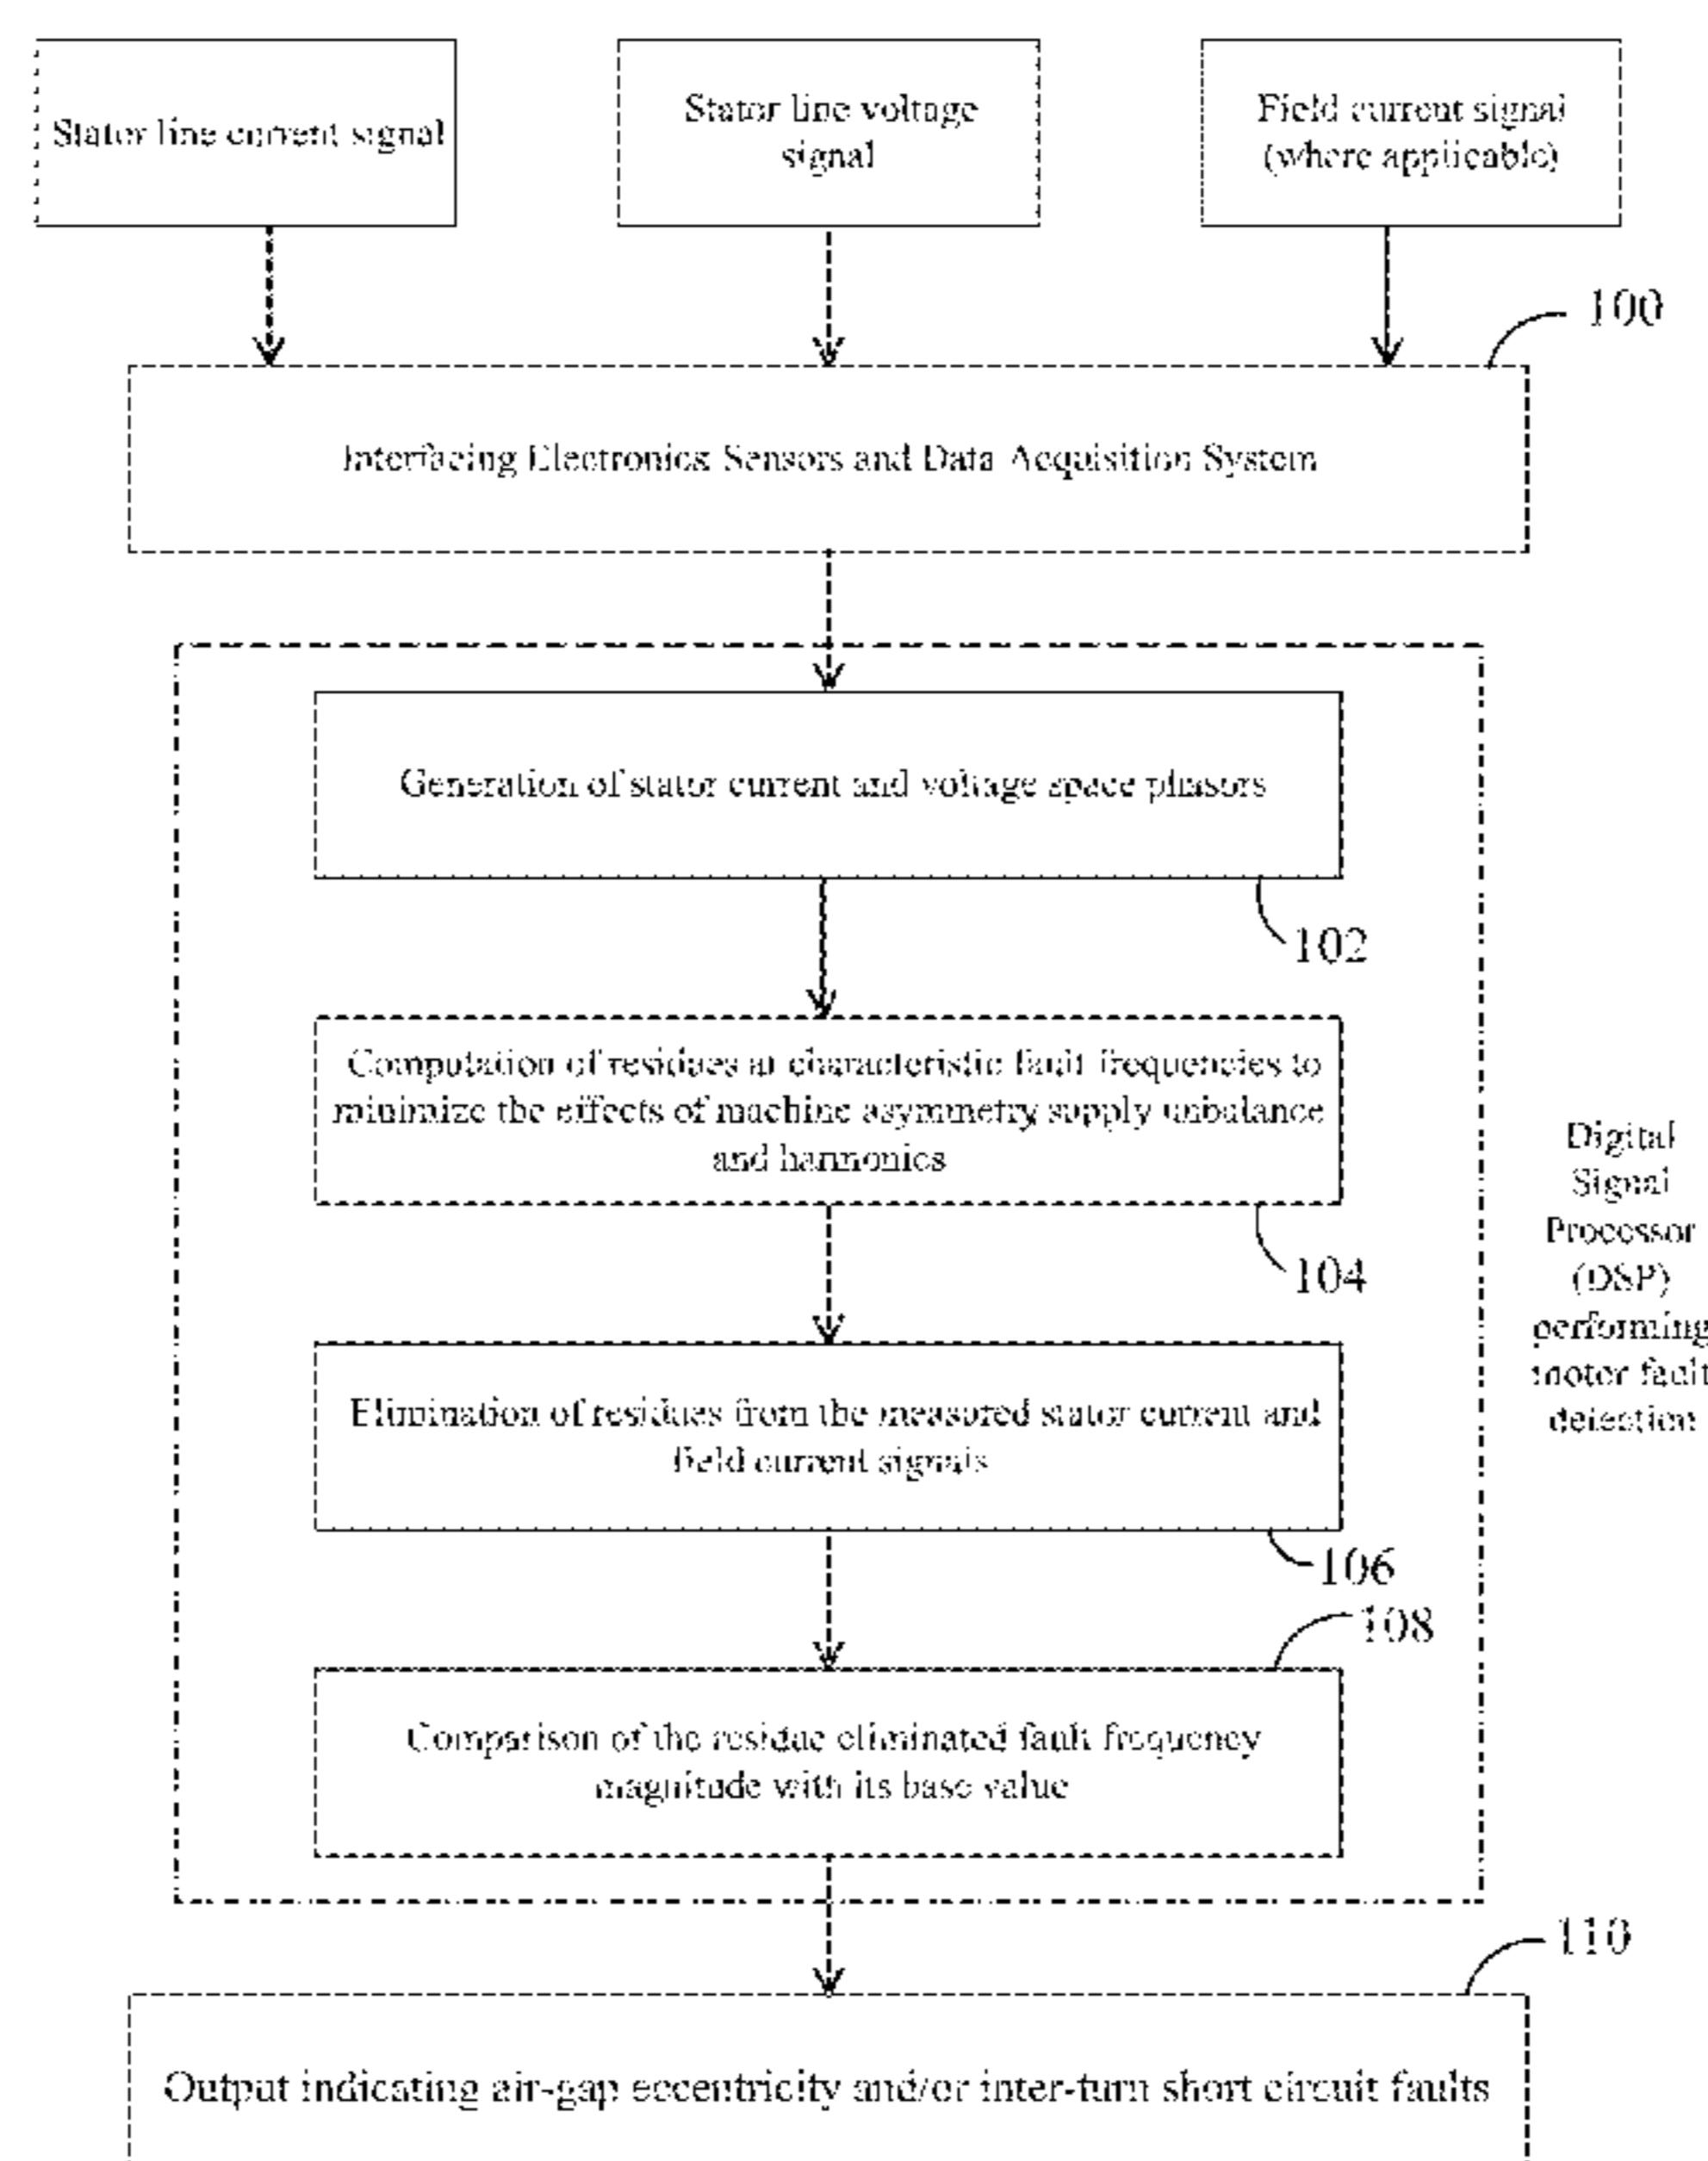 Stator line current signal
Stator line voltage
signal
Field current signal
(where applicable)
100
Interfacing Electronics Sensors and Data Acquisition System
Generation of stator current and voltage space phasors
102
Computation of residues at characteristic fault frequencies to
minimize the effects of machine asymmetry, supply unbalance
and harmonics
104
Digital
Signal
Processor
(DSP)
performing
motor fault
detection
Elimination of residues from the measured stator current and
field current signals
106
108
Comparison of the residue eliminated fault frequency
magnitude with its base value
110
Output indicating air-gap eccentricity and/or inter-turn short circuit faults